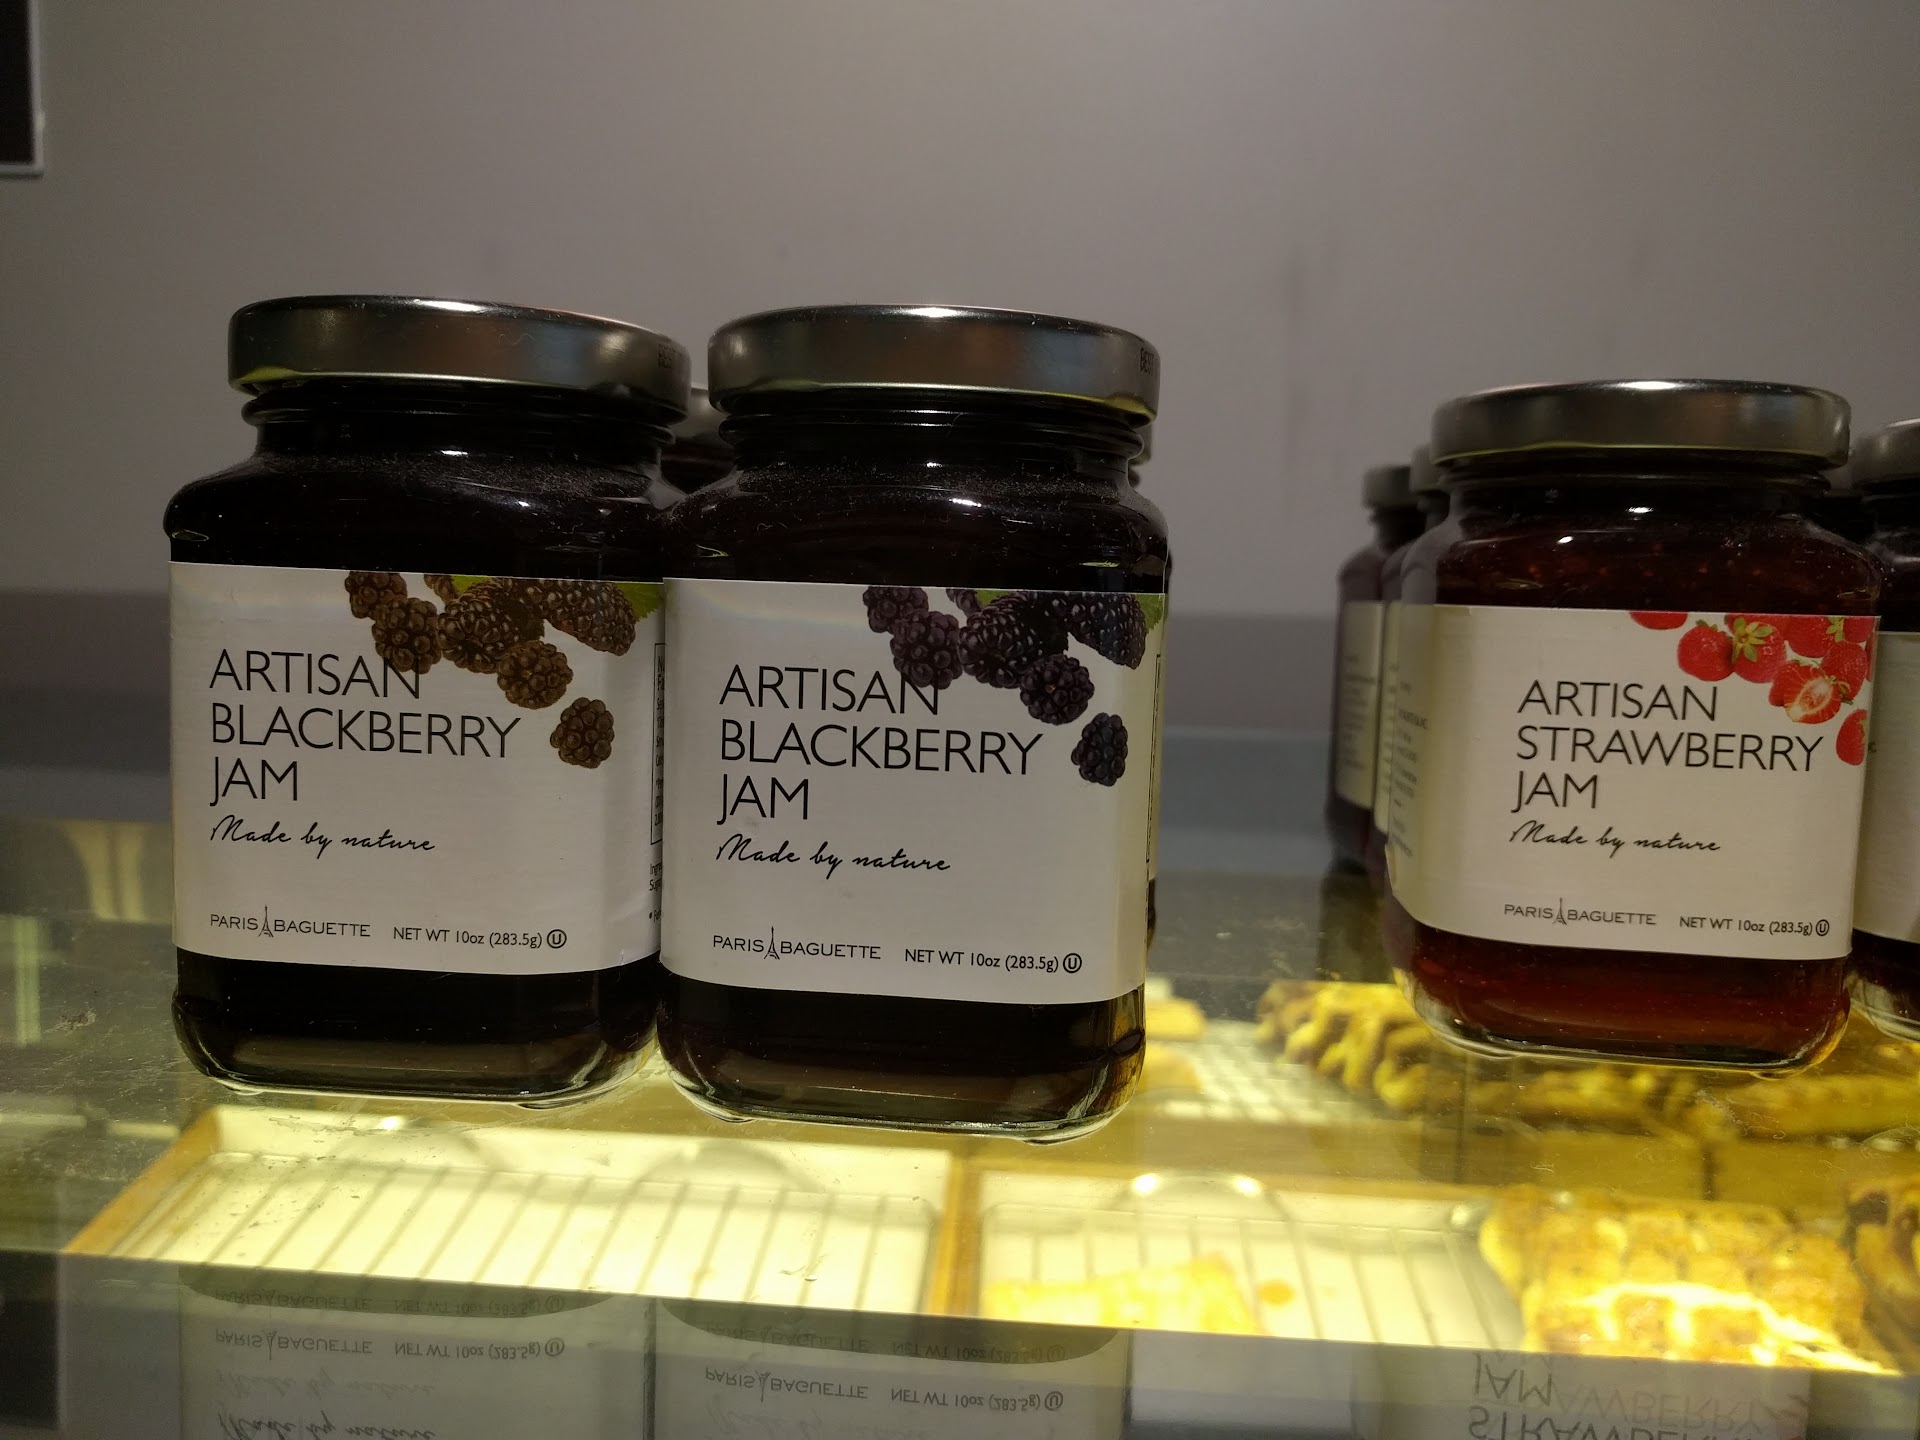 ARTISAN
BLACKBERRY
JAM
Made by nature
PARIS BAGUETTE NET WT 10oz (283.5g) U
ARTISAN
BLACKBERRY
JAM
Made by nature
PARIS BAGUETTE NET WT 10oz (283.5g) U
ARTISAN
STRAWBERRY
JAM
Made by nature
PARIS BAGUETTE NET WT 10oz (283.5g) U
BEST